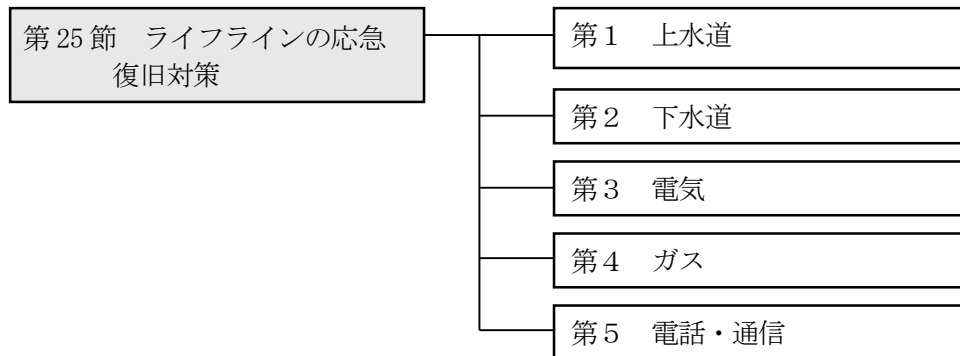 第25節　ライフラインの応急
復旧対策
第１　上水道
第２　下水道
第３　電気
第４　ガス
第５　電話・通信